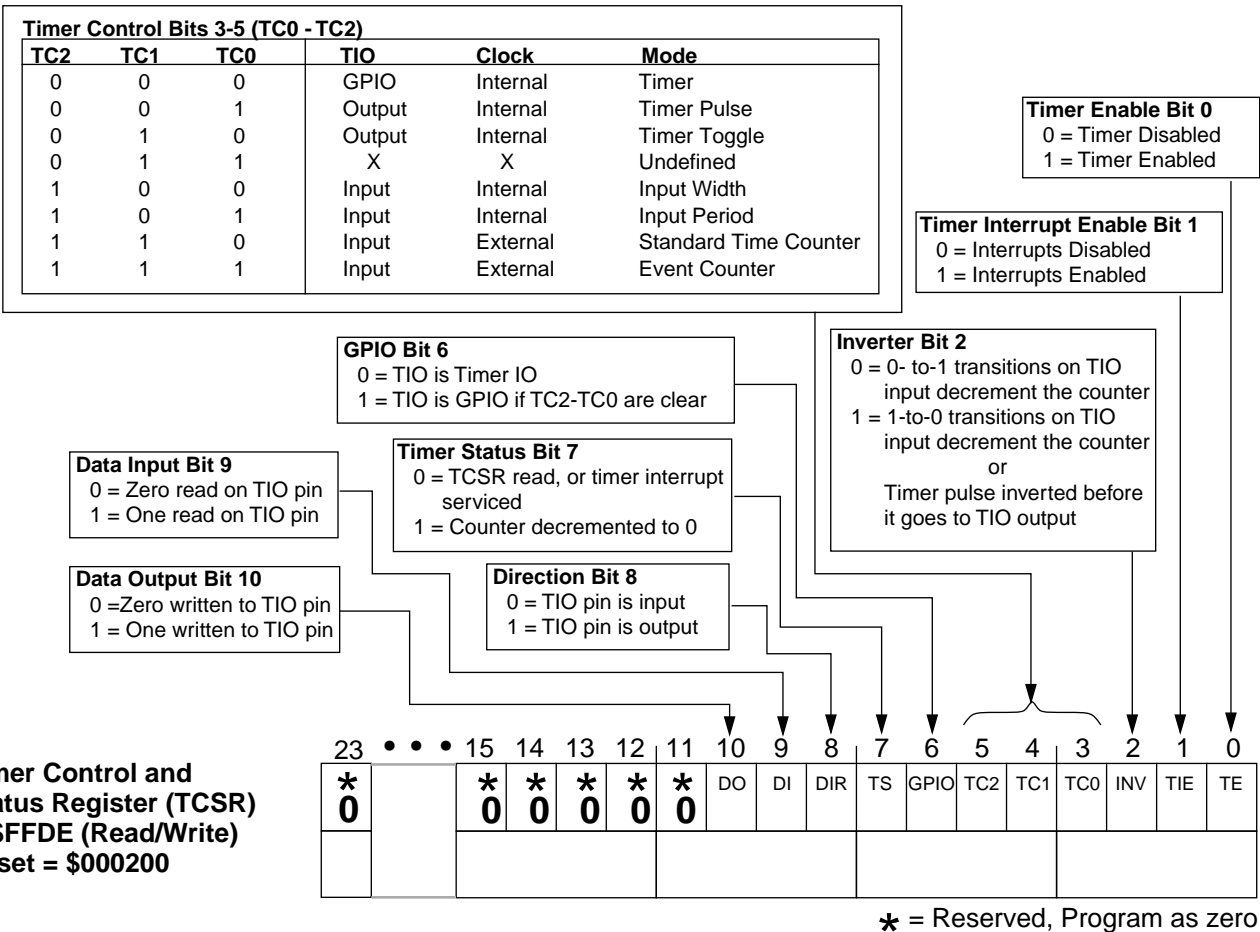 Timer Control Bits 3-5 (TC0 - TC2)
TC2 TC1 TC0 TIO Clock Mode
0 0 0 GPIO Internal Timer
0 0 1 Output Internal Timer Pulse
0 1 0 Output Internal Timer Toggle
0 1 1 X X Undefined
1 0 0 Input Internal Input Width
1 0 1 Input Internal Input Period
1 1 0 Input External Standard Time Counter
1 1 1 Input External Event Counter
Timer Enable Bit 0
0 = Timer Disabled
1 = Timer Enabled
Timer Interrupt Enable Bit 1
0 = Interrupts Disabled
1 = Interrupts Enabled
Inverter Bit 2
0 = 0- to-1 transitions on TIO
input decrement the counter
1 = 1-to-0 transitions on TIO
input decrement the counter
or
Timer pulse inverted before
it goes to TIO output
GPIO Bit 6
0 = TIO is Timer IO
1 = TIO is GPIO if TC2-TC0 are clear
Timer Status Bit 7
0 = TCSR read, or timer interrupt
serviced
1 = Counter decremented to 0
Data Input Bit 9
0 = Zero read on TIO pin
1 = One read on TIO pin
Direction Bit 8
0 = TIO pin is input
1 = TIO pin is output
Data Output Bit 10
0 =Zero written to TIO pin
1 = One written to TIO pin
23 • • • 15 14 13 12 11 10 9 8 7 6 5 4 3 2 1 0
* * * * * * DO DI DIR TS GPIO TC2 TC1 TC0 INV TIE TE
0 0 0 0 0 0
mer Control and
atus Register (TCSR)
SFFDE (Read/Write)
set = $000200
* = Reserved, Program as zero